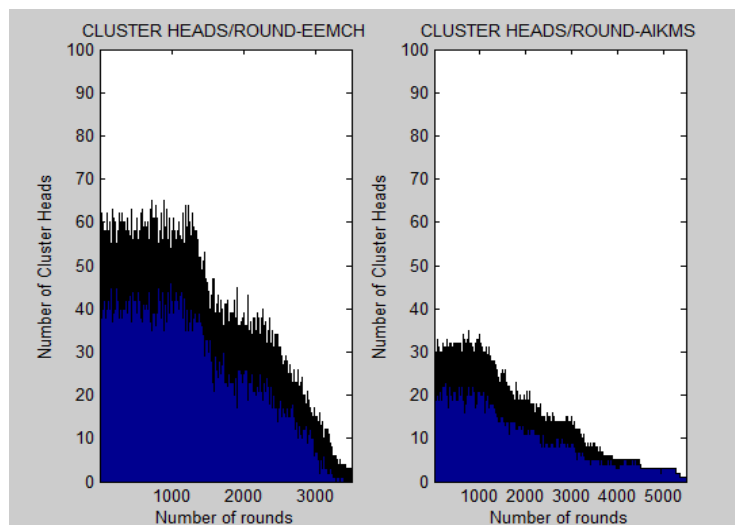 CLUSTER HEADS/ROUND-EEMCH
100
90
80
70
60
50
40
30
20
10
0
Number of Cluster Heads
1000 2000 3000
Number of rounds
CLUSTER HEADS/ROUND-AIKMS
100
90
80
70
60
50
40
30
20
10
0
Number of Cluster Heads
1000 2000 3000 4000 5000
Number of rounds